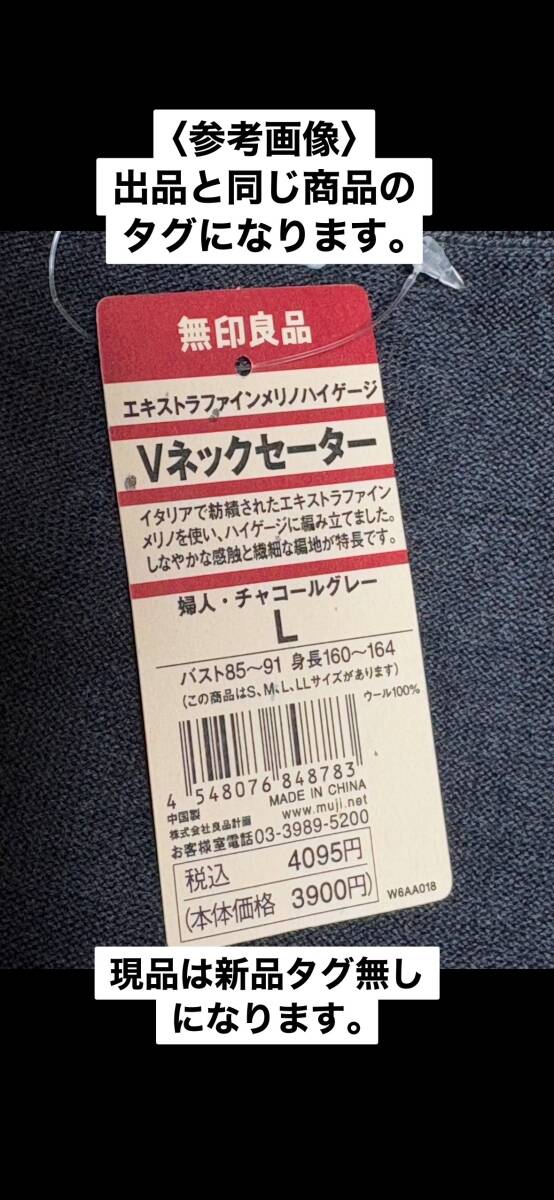 〈参考画像〉
出品と同じ商品の
タグになります。
無印良品
エキストラファインメリノハイゲージ
Vネックセーター
イタリアで紡績されたエキストラファイン
メリノを使い、ハイゲージに編み立てました。
しなやかな感触と繊細な編地が特長です。
婦人・チャコールグレー
L
バスト85〜91 身長160〜164
(この商品はS、M、L、LLサイズがあります)
ウール100%
4 548076 848783
MADE IN CHINA
中国製
www.muji.net
株式会社良品計画
お客様室電話03-3989-5200
税込 4095円
(本体価格 3900円)
W6AA018
現品は新品タグ無し
になります。